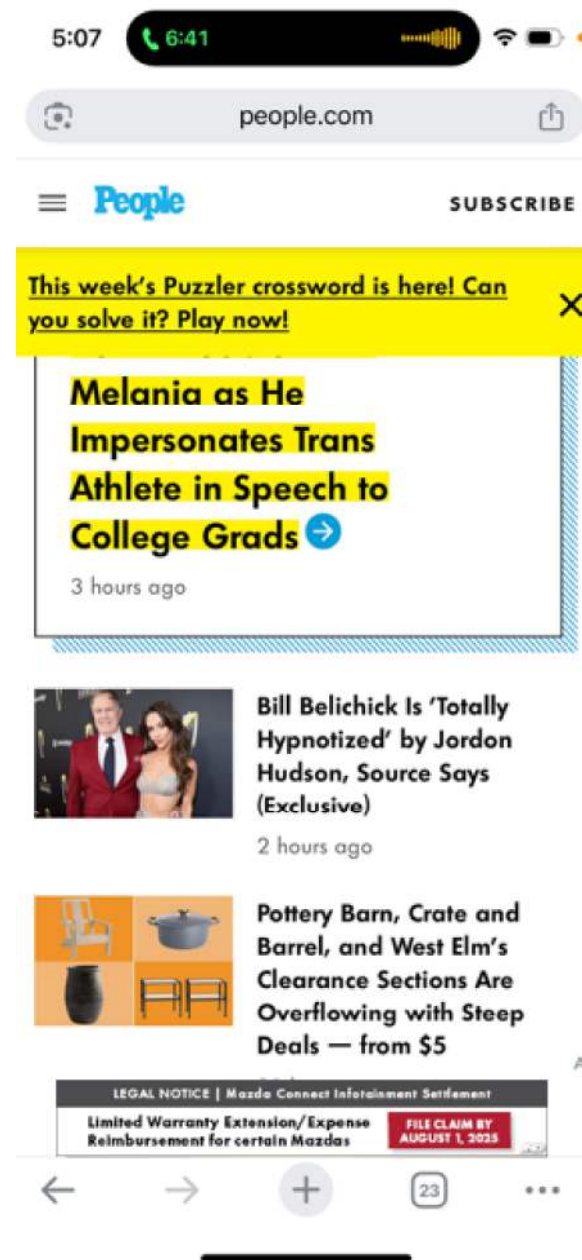 5:07
6:41
people.com
People
SUBSCRIBE
This week's Puzzler crossword is here! Can
you solve it? Play now!
Melania as He
Impersonates Trans
Athlete in Speech to
College Grads
3 hours ago
Bill Belichick Is 'Totally
Hypnotized' by Jordon
Hudson, Source Says
(Exclusive)
2 hours ago
Pottery Barn, Crate and
Barrel, and West Elm's
Clearance Sections Are
Overflowing with Steep
Deals — from $5
LEGAL NOTICE | Mazda Connect Infotainment Settlement
Limited Warranty Extension/Expense
Reimbursement for certain Mazdas
FILE CLAIM BY
AUGUST 1, 2025
23